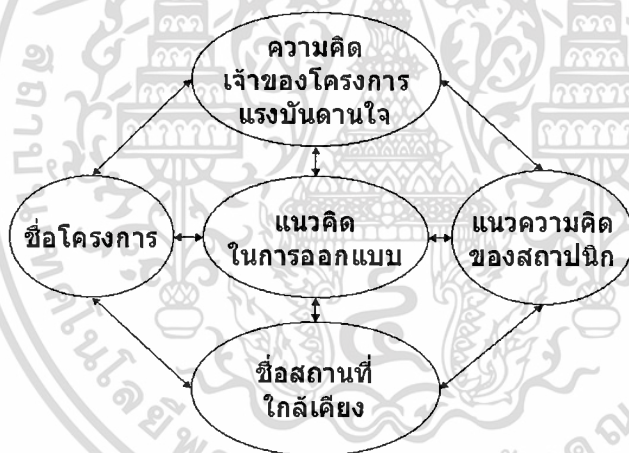 ความคิด
เจ้าของโครงการ
แรงบันดานใจ
ชื่อโครงการ
แนวคิด
ในการออกแบบ
แนวความคิด
ของสถาปนิก
ชื่อสถานที่
ใกล้เคียง